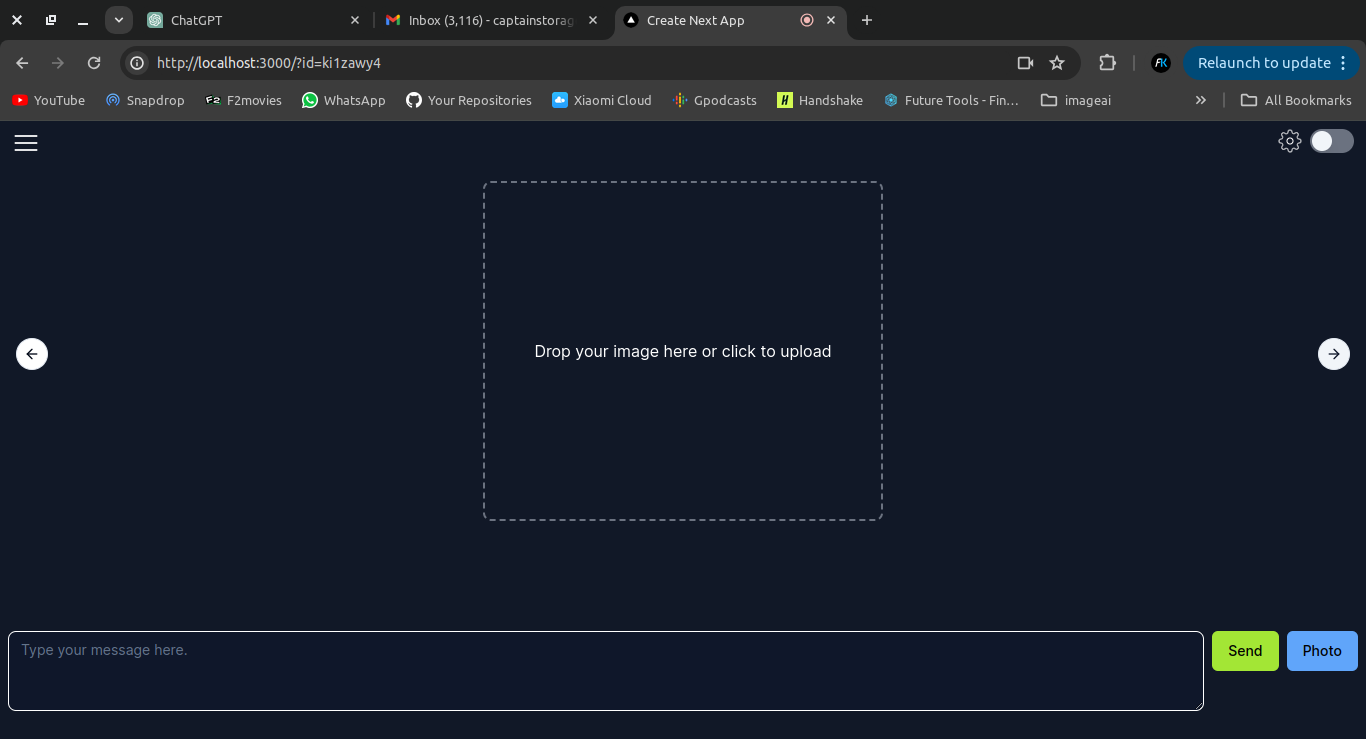 ChatGPT
Inbox (3,116) - captainstorag
Create Next App
http://localhost:3000/?id=ki1zawy4
Relaunch to update
YouTube
Snapdrop
F2movies
WhatsApp
Your Repositories
Xiaomi Cloud
Gpodcasts
Handshake
Future Tools - Fin…
imageai
All Bookmarks
Drop your image here or click to upload
Type your message here.
Send
Photo